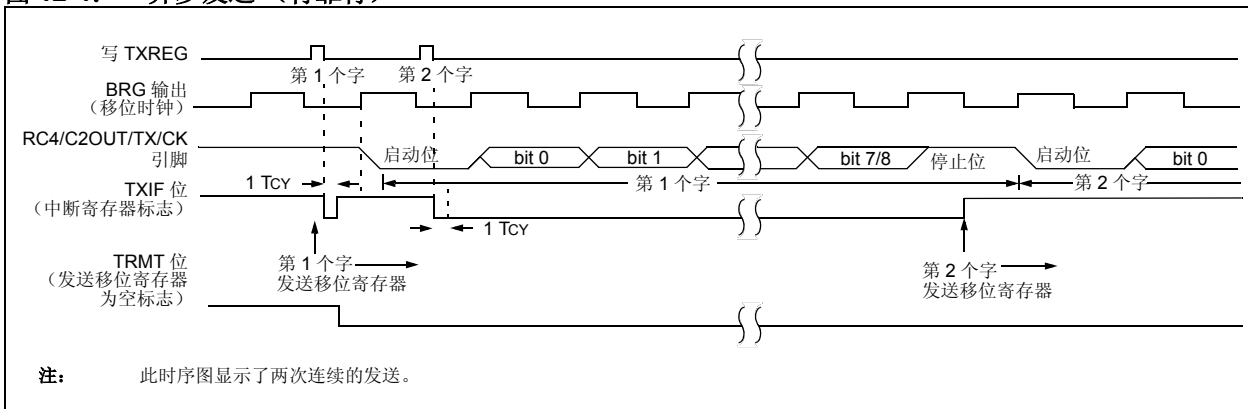 写 TXREG
第 1 个字
第 2 个字
BRG 输出
（移位时钟）
RC4/C2OUT/TX/CK
引脚
启动位
bit 0
bit 1
bit 7/8
停止位
启动位
bit 0
1 TCY
第 1 个字
第 2 个字
TXIF 位
（中断寄存器标志）
1 TCY
TRMT 位
（发送移位寄存器
为空标志）
第 1 个字
发送移位寄存器
第 2 个字
发送移位寄存器
注： 此时序图显示了两次连续的发送。